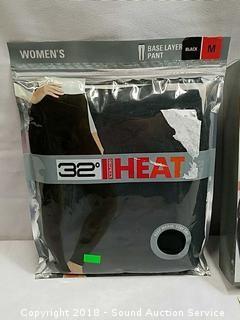 WOMEN'S
BASE LAYER
PANT
BLACK
M
32° HEAT
Copyright 2018 - Sound Auction Service